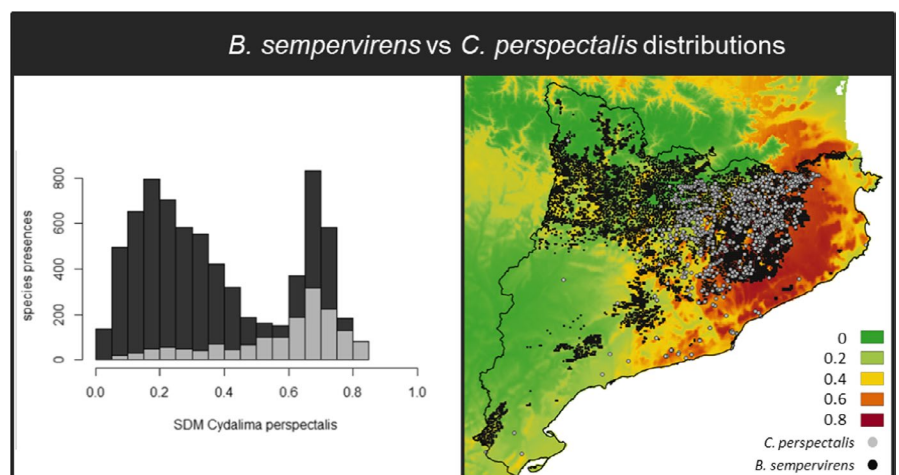 B. sempervirens vs C. perspectalis distributions
species presences
800
600
400
200
0
0.0 0.2 0.4 0.6 0.8 1.0
SDM Cydalima perspectalis
0
0.2
0.4
0.6
0.8
C. perspectalis
B. sempervirens